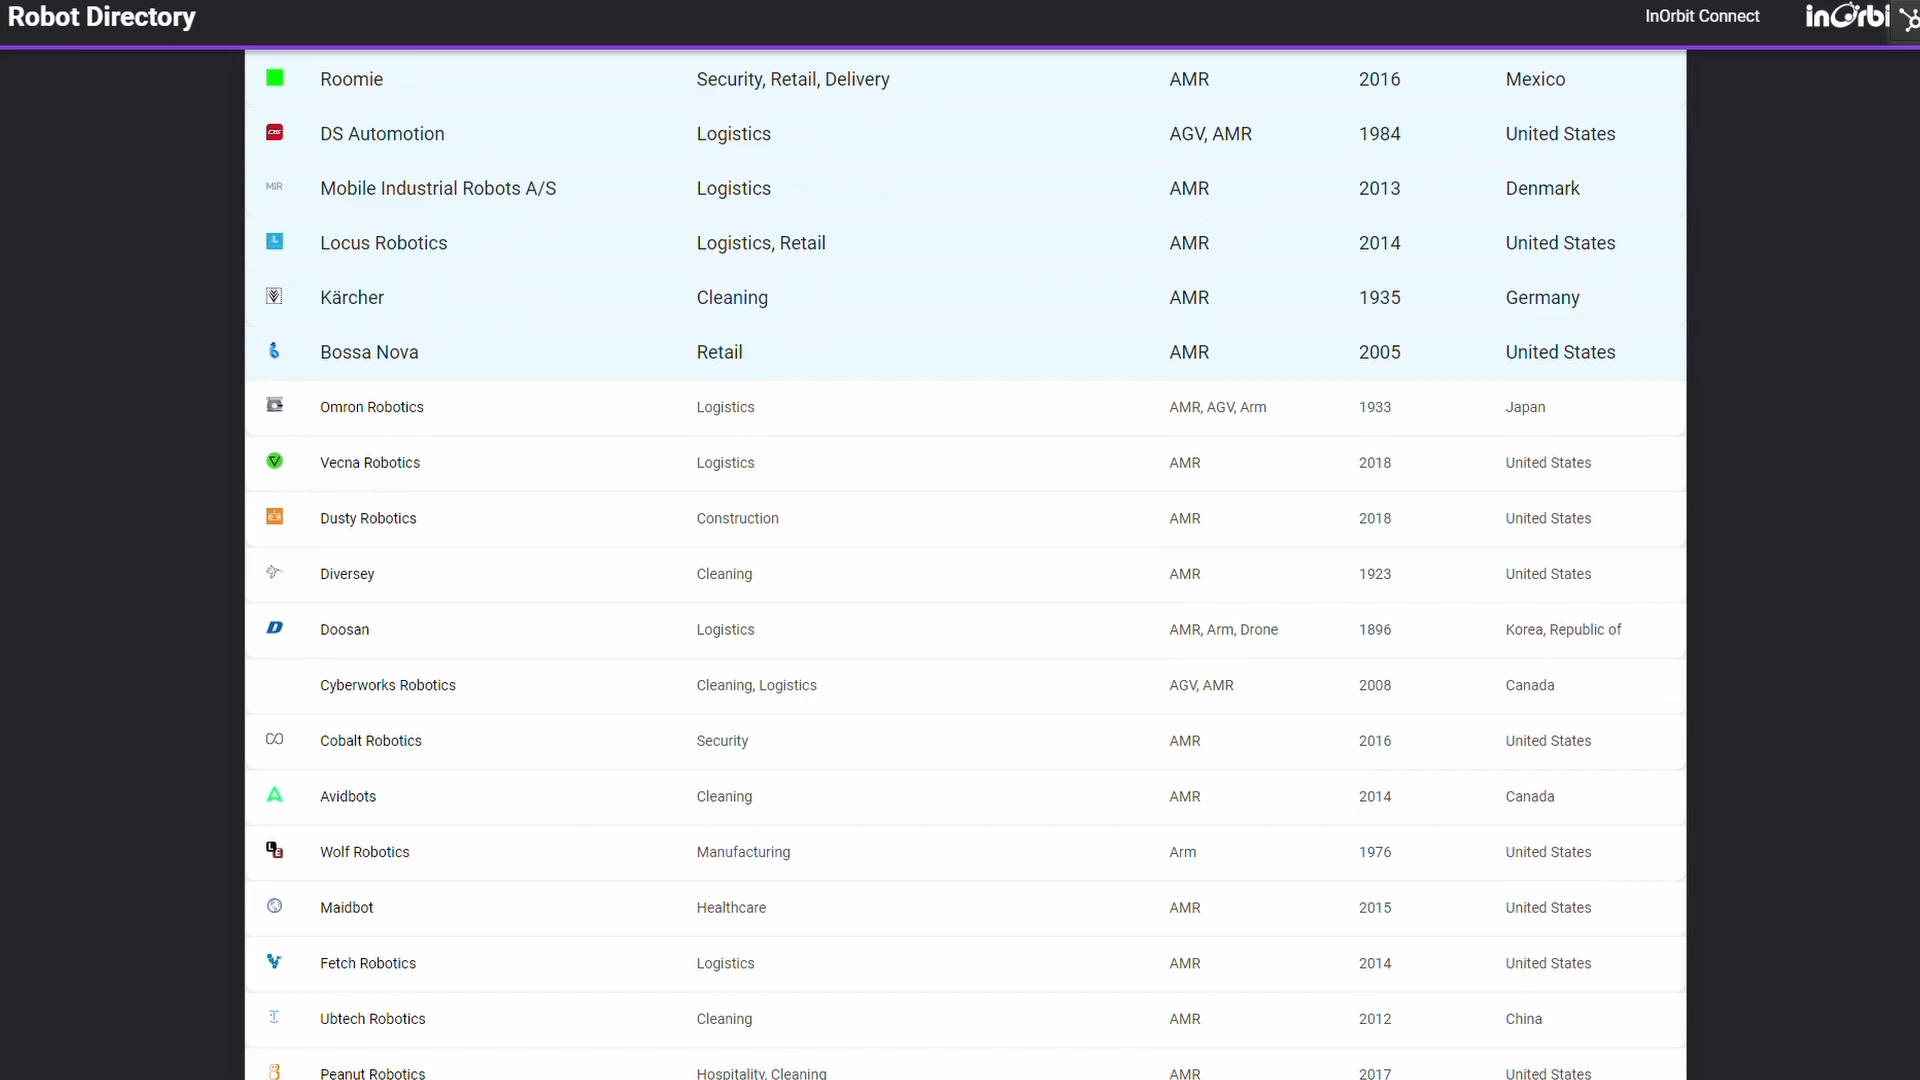 Robot Directory InOrbit Connect inOrbi
Roomie Security, Retail, Delivery AMR 2016 Mexico
DS Automotion Logistics AGV, AMR 1984 United States
MiR Mobile Industrial Robots A/S Logistics AMR 2013 Denmark
Locus Robotics Logistics, Retail AMR 2014 United States
Kärcher Cleaning AMR 1935 Germany
Bossa Nova Retail AMR 2005 United States
Omron Robotics Logistics AMR, AGV, Arm 1933 Japan
Vecna Robotics Logistics AMR 2018 United States
Dusty Robotics Construction AMR 2018 United States
Diversey Cleaning AMR 1923 United States
Doosan Logistics AMR, Arm, Drone 1896 Korea, Republic of
Cyberworks Robotics Cleaning, Logistics AGV, AMR 2008 Canada
Cobalt Robotics Security AMR 2016 United States
Avidbots Cleaning AMR 2014 Canada
Wolf Robotics Manufacturing Arm 1976 United States
Maidbot Healthcare AMR 2015 United States
Fetch Robotics Logistics AMR 2014 United States
Ubtech Robotics Cleaning AMR 2012 China
Peanut Robotics Hospitality, Cleaning AMR 2017 United States